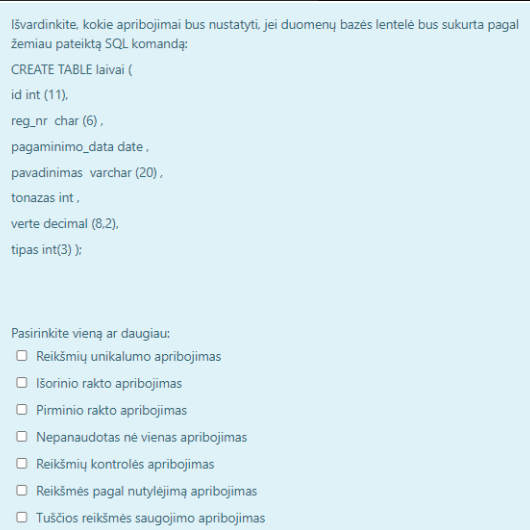 Išvardinkite, kokie apribojimai bus nustatyti, jei duomenų bazės lentelė bus sukurta pagal
žemiau pateiktą SQL komandą:
CREATE TABLE laivai (
id int (11),
reg_nr char (6) ,
pagaminimo_data date ,
pavadinimas varchar (20) ,
tonazas int ,
verte decimal (8,2),
tipas int(3) );
Pasirinkite vieną ar daugiau:
Reikšmių unikalumo apribojimas
Išorinio rakto apribojimas
Pirminio rakto apribojimas
Nepanaudotas nė vienas apribojimas
Reikšmių kontrolės apribojimas
Reikšmės pagal nutylėjimą apribojimas
Tuščios reikšmės saugojimo apribojimas